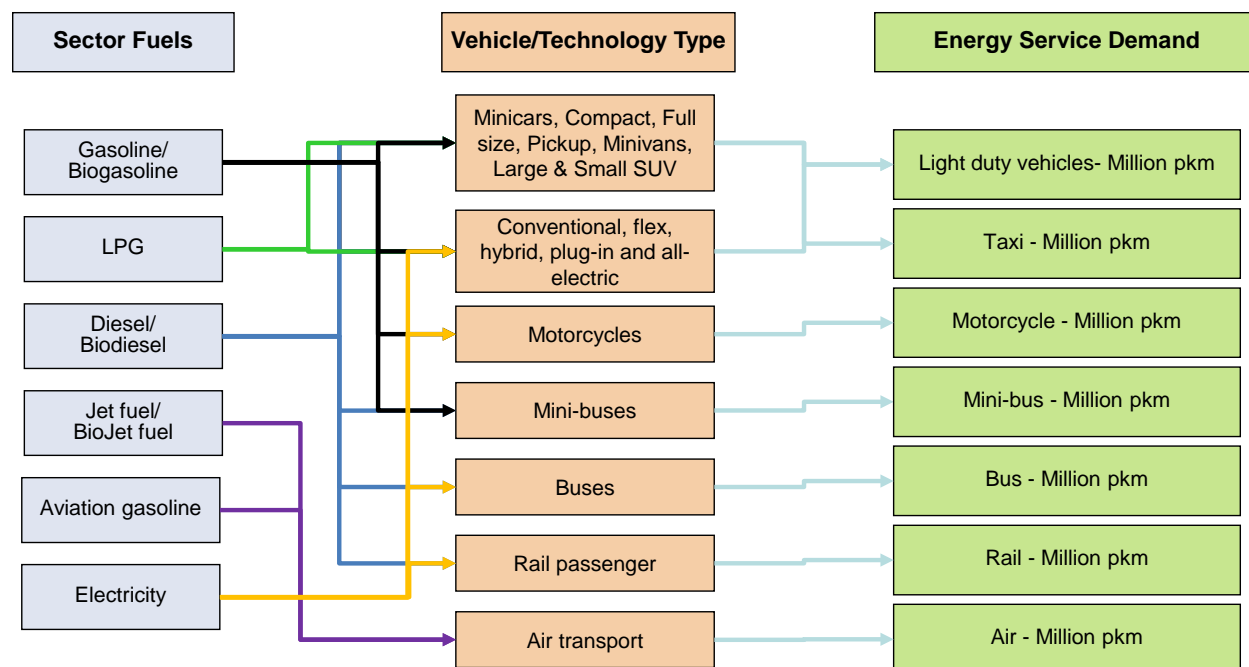 Sector Fuels
Vehicle/Technology Type
Energy Service Demand
Gasoline/
Biogasoline
LPG
Diesel/
Biodiesel
Jet fuel/
BioJet fuel
Aviation gasoline
Electricity
Minicars, Compact, Full
size, Pickup, Minivans,
Large & Small SUV
Conventional, flex,
hybrid, plug-in and all-
electric
Motorcycles
Mini-buses
Buses
Rail passenger
Air transport
Light duty vehicles- Million pkm
Taxi - Million pkm
Motorcycle - Million pkm
Mini-bus - Million pkm
Bus - Million pkm
Rail - Million pkm
Air - Million pkm